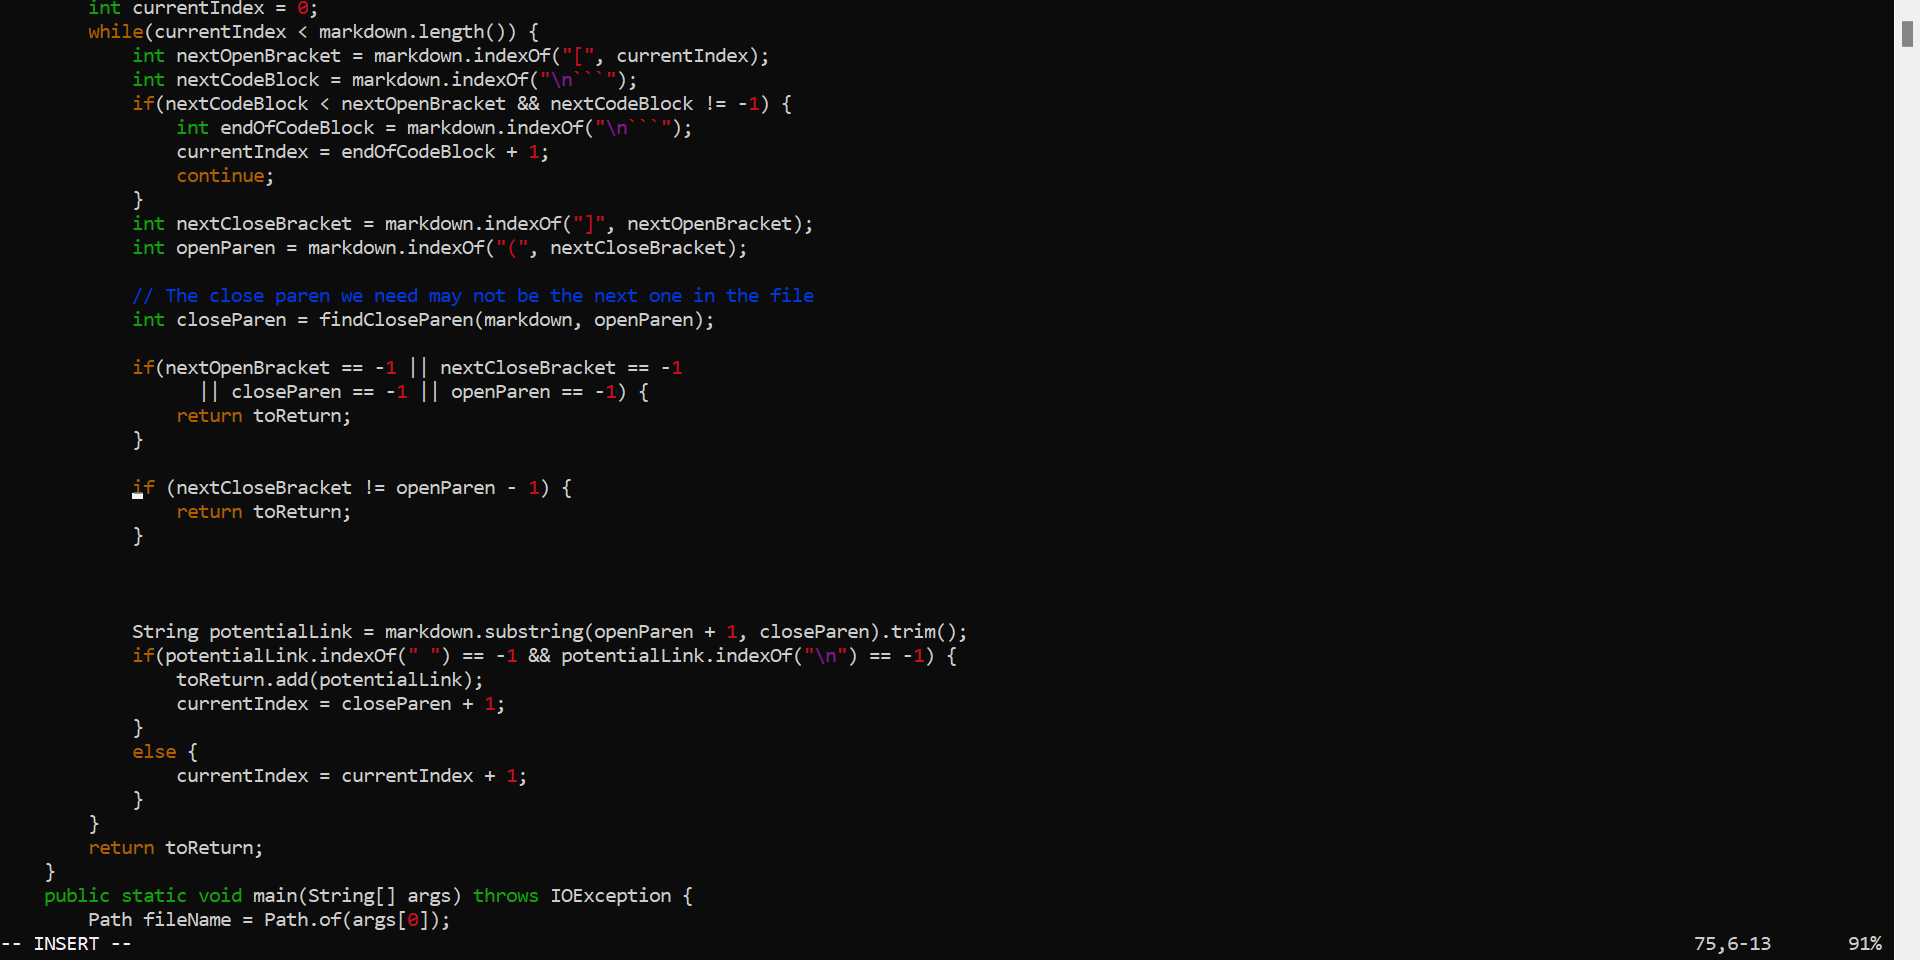 int currentIndex = 0;
while(currentIndex < markdown.length()) {
int nextOpenBracket = markdown.indexOf("[", currentIndex);
int nextCodeBlock = markdown.indexOf("\n```");
if(nextCodeBlock < nextOpenBracket && nextCodeBlock != -1) {
int endOfCodeBlock = markdown.indexOf("\n```");
currentIndex = endOfCodeBlock + 1;
continue;
}
int nextCloseBracket = markdown.indexOf("]", nextOpenBracket);
int openParen = markdown.indexOf("(", nextCloseBracket);
// The close paren we need may not be the next one in the file
int closeParen = findCloseParen(markdown, openParen);
if(nextOpenBracket == -1 || nextCloseBracket == -1
|| closeParen == -1 || openParen == -1) {
return toReturn;
}
if (nextCloseBracket != openParen - 1) {
return toReturn;
}
String potentialLink = markdown.substring(openParen + 1, closeParen).trim();
if(potentialLink.indexOf(" ") == -1 && potentialLink.indexOf("\n") == -1) {
toReturn.add(potentialLink);
currentIndex = closeParen + 1;
}
else {
currentIndex = currentIndex + 1;
}
}
return toReturn;
}
public static void main(String[] args) throws IOException {
Path fileName = Path.of(args[0]);
-- INSERT -- 75,6-13 91%